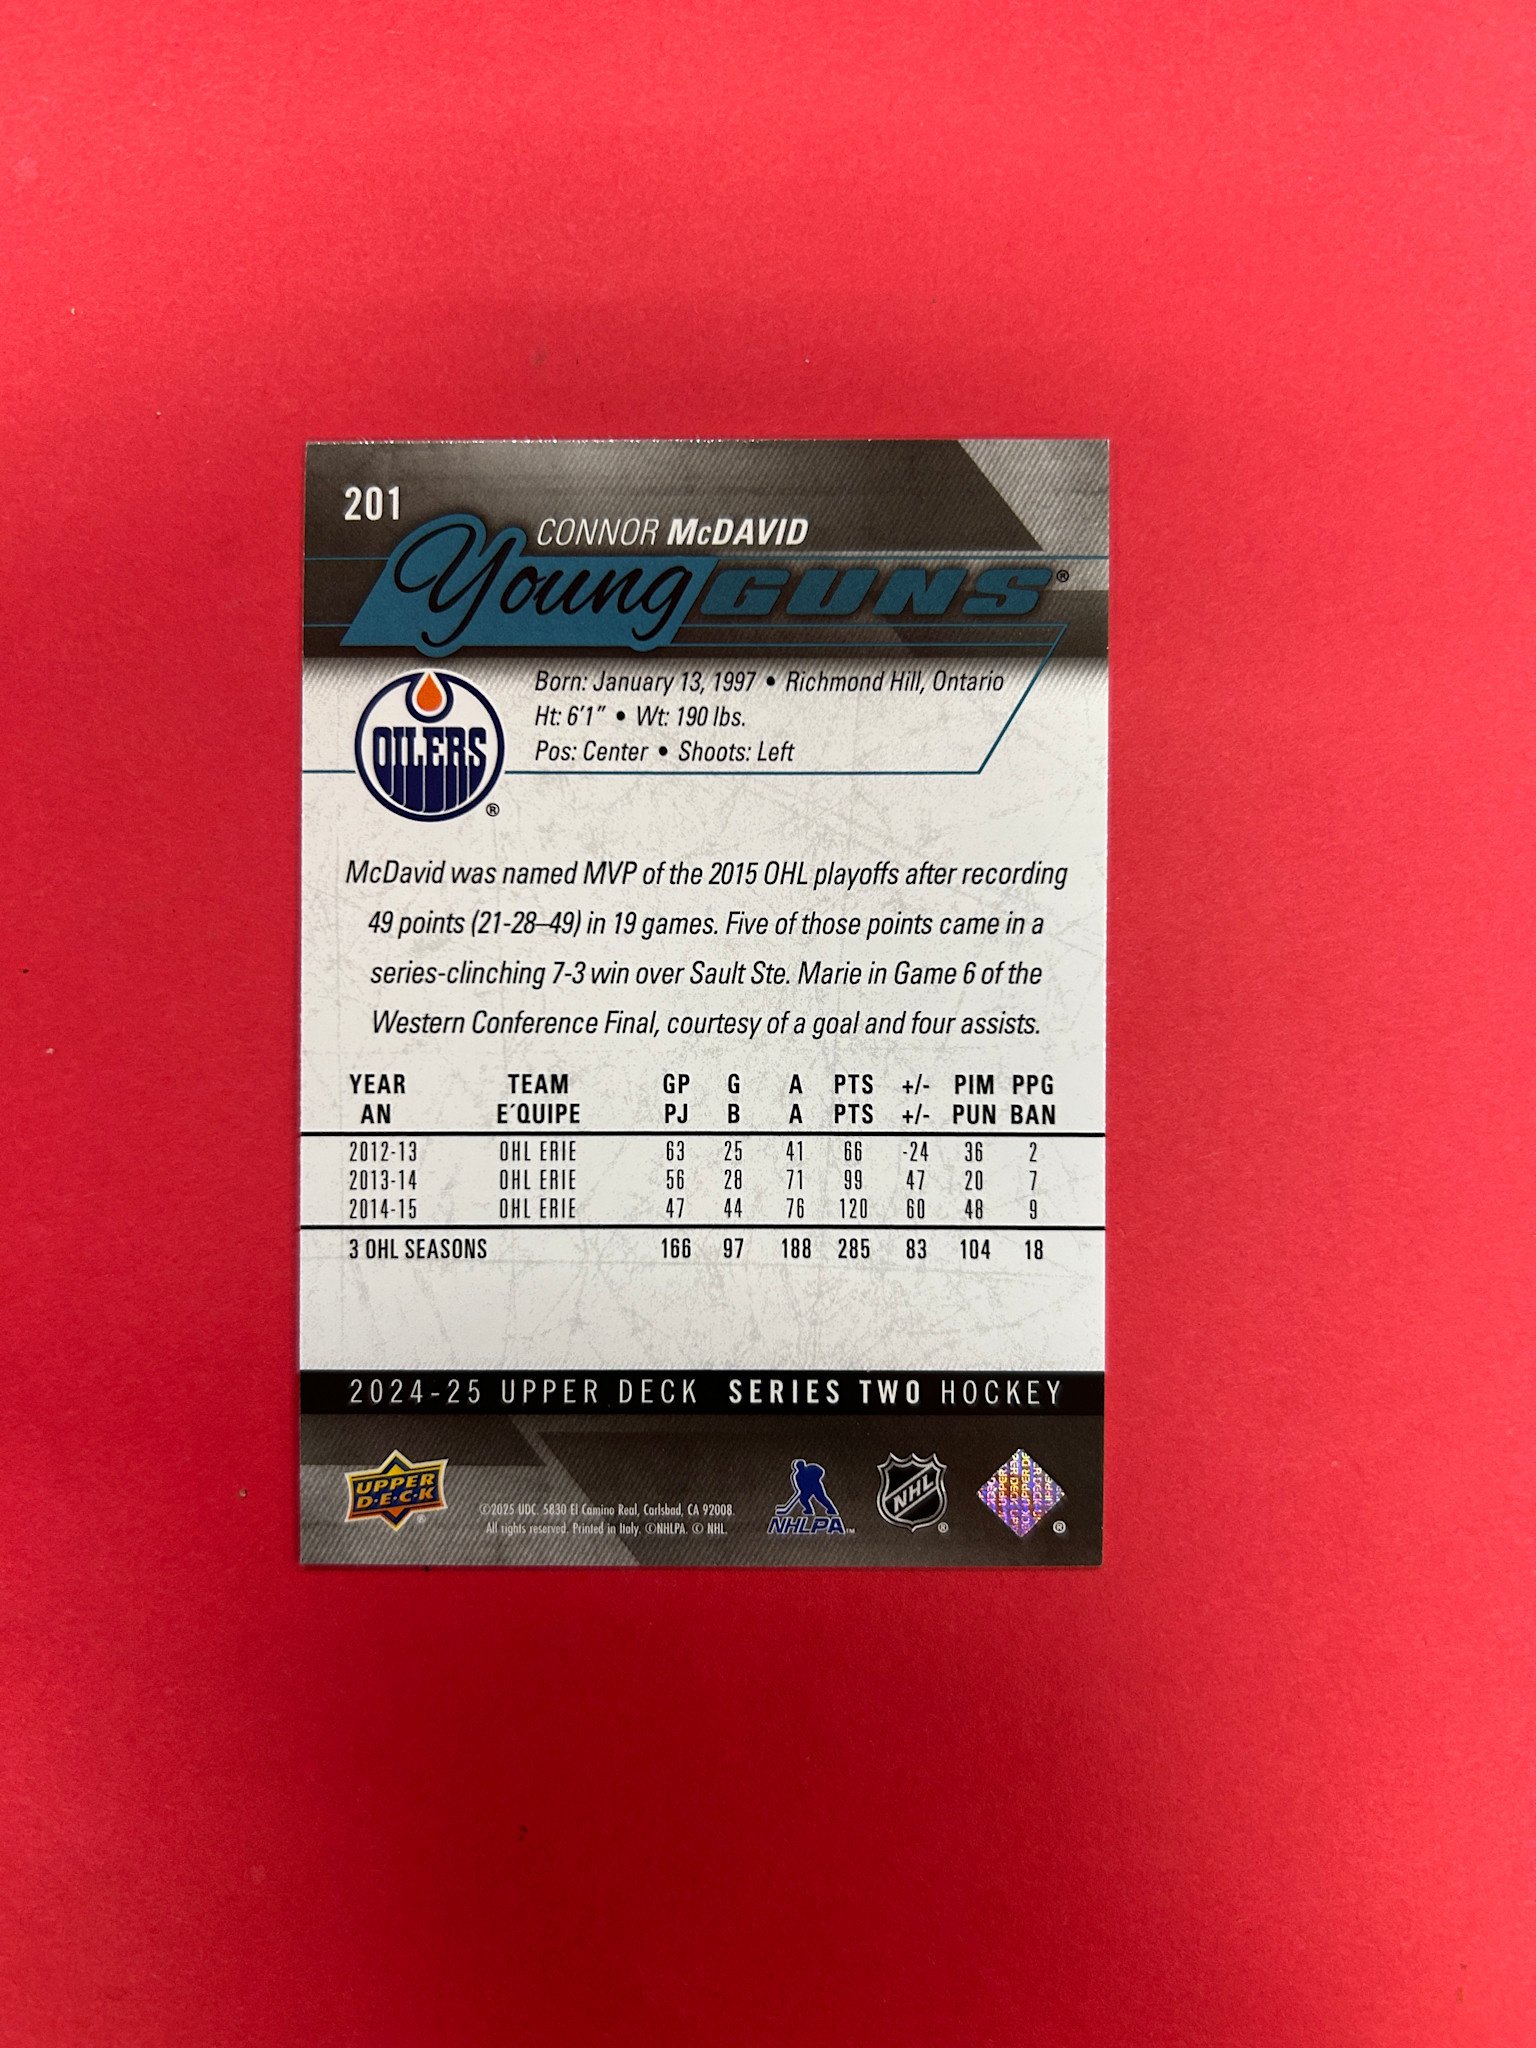 201
CONNOR McDAVID
Young GUNS®
Born: January 13, 1997 • Richmond Hill, Ontario
Ht: 6'1" • Wt: 190 lbs.
Pos: Center • Shoots: Left
OILERS
®
McDavid was named MVP of the 2015 OHL playoffs after recording
49 points (21-28–49) in 19 games. Five of those points came in a
series-clinching 7-3 win over Sault Ste. Marie in Game 6 of the
Western Conference Final, courtesy of a goal and four assists.
YEAR TEAM GP G A PTS +/- PIM PPG
AN E´QUIPE PJ B A PTS +/- PUN BAN
2012-13 OHL ERIE 63 25 41 66 -24 36 2
2013-14 OHL ERIE 56 28 71 99 47 20 7
2014-15 OHL ERIE 47 44 76 120 60 48 9
3 OHL SEASONS 166 97 188 285 83 104 18
2024-25 UPPER DECK SERIES TWO HOCKEY
UPPER
D·E·C·K
®
©2025 UDC. 5830 El Camino Real, Carlsbad, CA 92008.
All rights reserved. Printed in Italy. ©NHLPA. © NHL.
NHLPA™
NHL
®
UPPER DECK
®